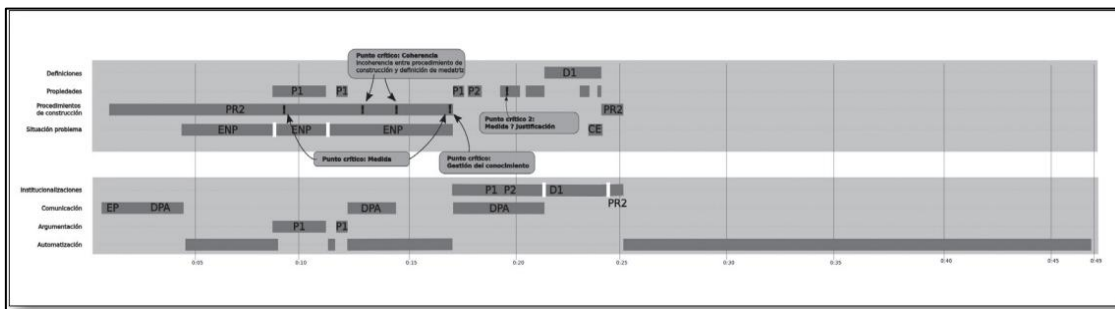 Punto crítico: Coherencia
Incoherencia entre procedimiento de
construcción y definición de mediatriz
Definiciones
D1
Propiedades
P1
P1
P1
P2
Procedimientos
de construcción
PR2
PR2
Punto crítico 2:
Medida ? Justificación
Situación problema
ENP
ENP
ENP
CE
Punto crítico: Medida
Punto crítico:
Gestión del conocimiento
Institucionalizaciones
P1 P2
D1
PR2
Comunicación
EP
DPA
DPA
DPA
Argumentación
P1
P1
Automatización
0:05
0:10
0:15
0:20
0:25
0:30
0:35
0:40
0:45
0:49